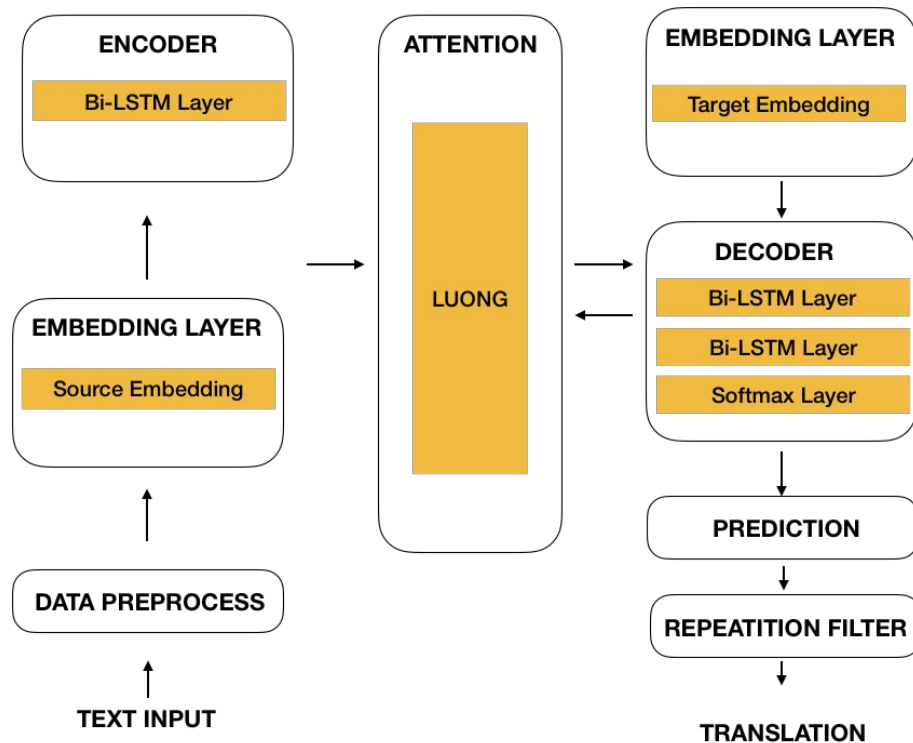 ENCODER
Bi-LSTM Layer
EMBEDDING LAYER
Source Embedding
DATA PREPROCESS
TEXT INPUT
ATTENTION
LUONG
EMBEDDING LAYER
Target Embedding
DECODER
Bi-LSTM Layer
Bi-LSTM Layer
Softmax Layer
PREDICTION
REPEATITION FILTER
TRANSLATION